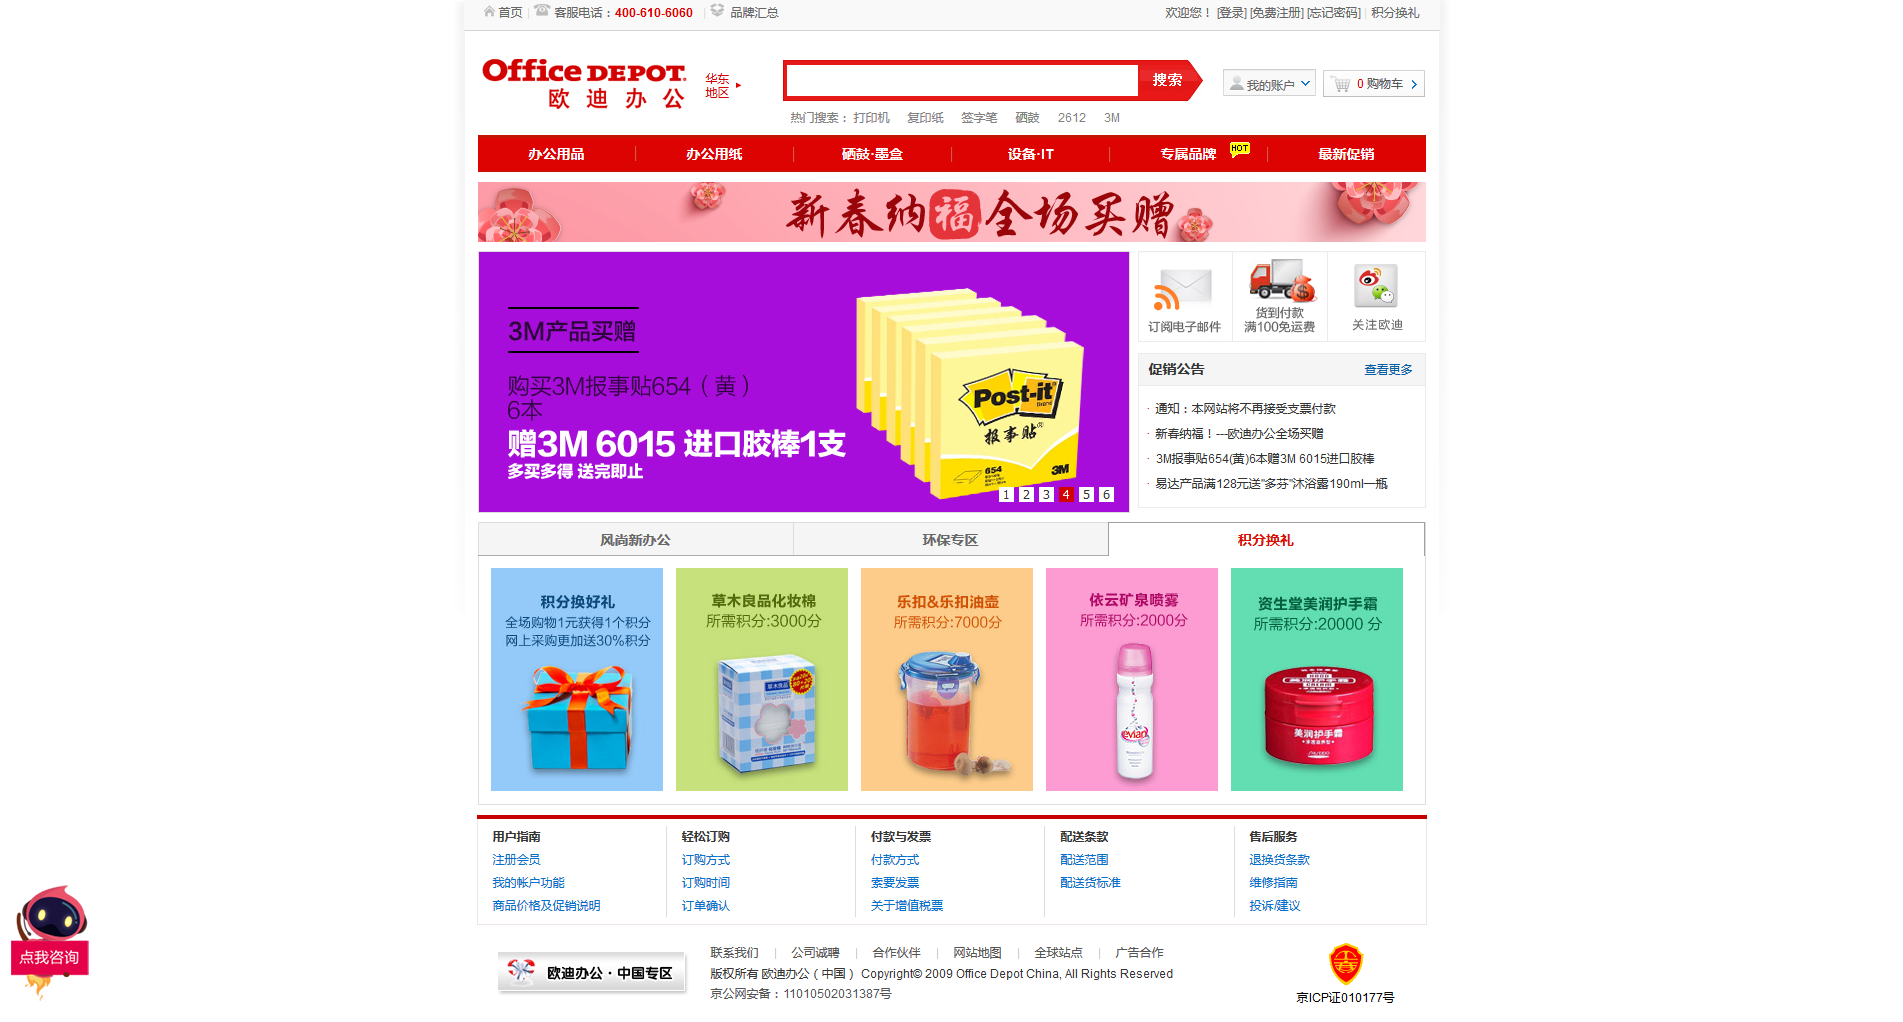 首页 客服电话：400-610-6060 品牌汇总 欢迎您！ [登录] [免费注册] [忘记密码] 积分换礼
Office DEPOT
欧迪办公
华东
地区
搜索
我的账户
0 购物车
热门搜索： 打印机 复印纸 签字笔 硒鼓 2612 3M
办公用品 办公用纸 硒鼓·墨盒 设备·IT 专属品牌 HOT 最新促销
新春纳福全场买赠
3M产品买赠
购买3M报事贴654（黄）
6本
赠3M 6015 进口胶棒1支
多买多得 送完即止
Post-it
Brand
报事贴
654
3M
1 2 3 4 5 6
订阅电子邮件
货到付款
满100免运费
关注欧迪
促销公告 查看更多
· 通知：本网站将不再接受支票付款
· 新春纳福！---欧迪办公全场买赠
· 3M报事贴654(黄)6本赠3M 6015进口胶棒
· 易达产品满128元送"多芬"沐浴露190ml一瓶
风尚新办公 环保专区 积分换礼
积分换好礼
全场购物1元获得1个积分
网上采购更加送30%积分
草木良品化妆棉
所需积分:3000分
草木良品
乐扣&乐扣油壶
所需积分:7000分
依云矿泉喷雾
所需积分:2000分
evian
资生堂美润护手霜
所需积分:20000 分
美润护手霜
美润护手霜
用户指南
注册会员
我的帐户功能
商品价格及促销说明
轻松订购
订购方式
订购时间
订单确认
付款与发票
付款方式
索要发票
关于增值税票
配送条款
配送范围
配送货标准
售后服务
退换货条款
维修指南
投诉/建议
点我咨询
欧迪办公·中国专区
联系我们 公司诚聘 合作伙伴 网站地图 全球站点 广告合作
版权所有 欧迪办公（中国） Copyright© 2009 Office Depot China, All Rights Reserved
京公网安备：11010502031387号
京ICP证010177号